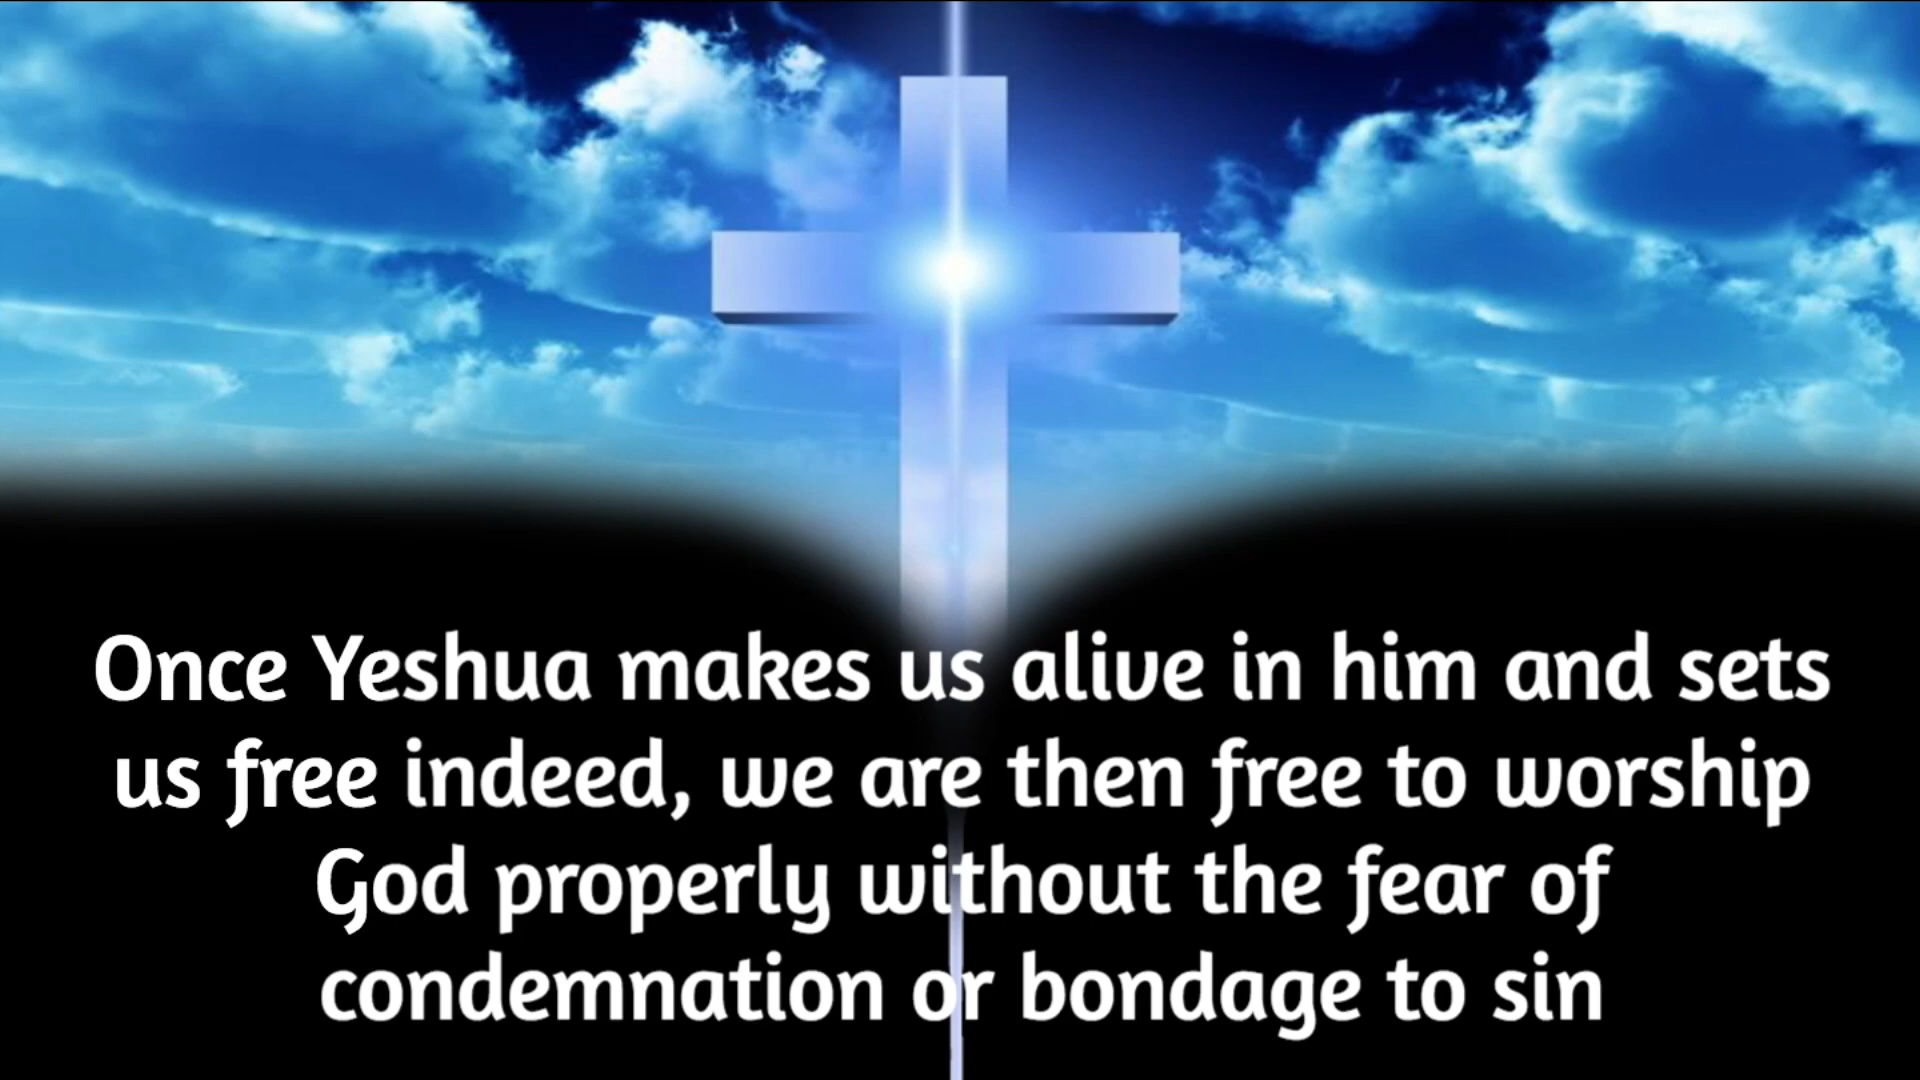 Once Yeshua makes us alive in him and sets
us free indeed, we are then free to worship
God properly without the fear of
condemnation or bondage to sin